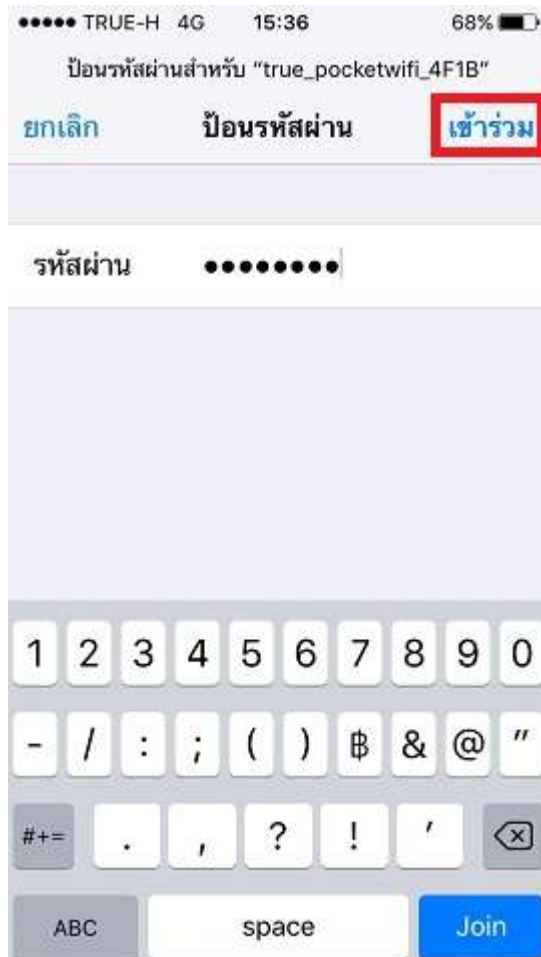 TRUE-H 4G 15:36 68%
ป้อนรหัสผ่านสำหรับ “true_pocketwifi_4F1B”
ยกเลิก ป้อนรหัสผ่าน เข้าร่วม
รหัสผ่าน ••••••••
1 2 3 4 5 6 7 8 9 0
- / : ; ( ) ฿ & @ "
#+= . , ? ! '
ABC space Join